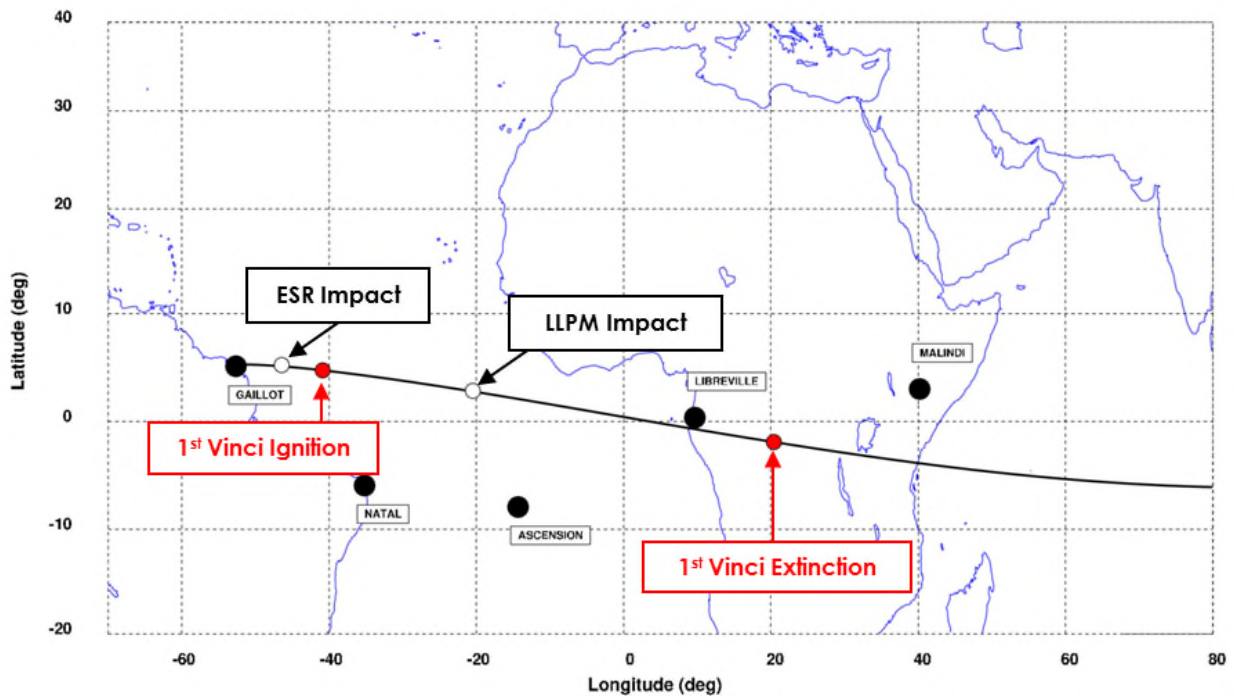 40
30
20
10
0
-10
-20
Latitude (deg)
ESR Impact
LLPM Impact
MALINDI
LIBREVILLE
GAILLOT
1st Vinci Ignition
NATAL
ASCENSION
1st Vinci Extinction
-60
-40
-20
0
20
40
60
80
Longitude (deg)